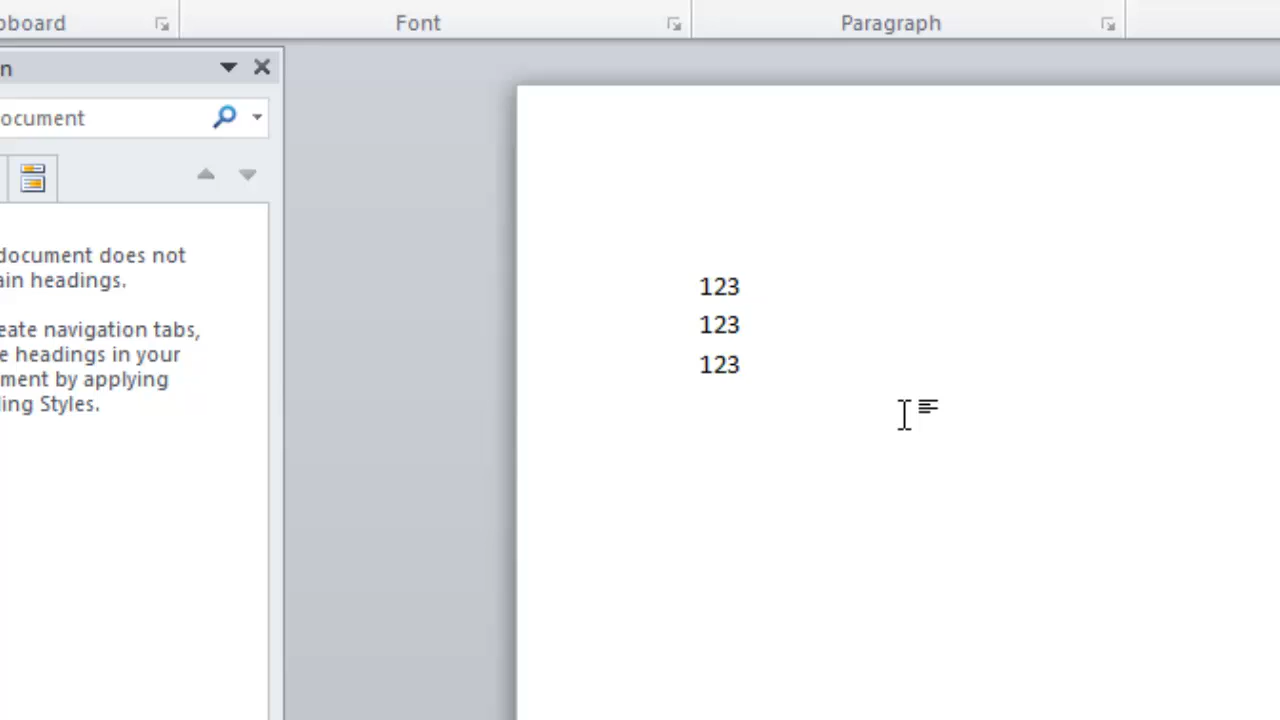 pboard
Font
Paragraph
n
ocument
document does not
ain headings.
eate navigation tabs,
e headings in your
ment by applying
ing Styles.
123
123
123